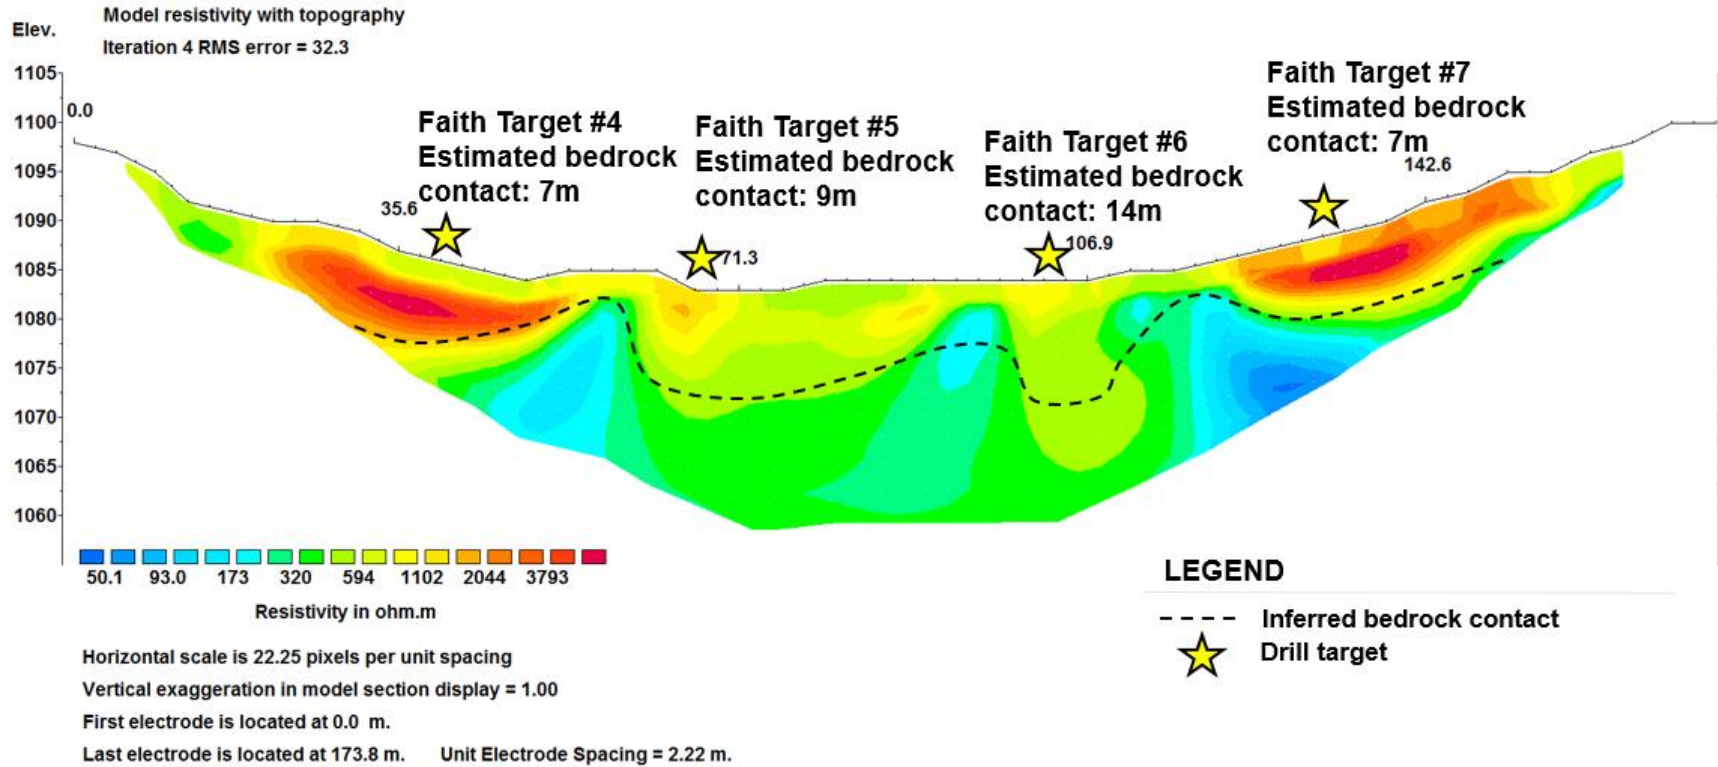 Model resistivity with topography
Elev.
Iteration 4 RMS error = 32.3
1105
0.0
1100
1095
1090
1085
1080
1075
1070
1065
1060
Faith Target #4
Estimated bedrock
contact: 7m
35.6
Faith Target #5
Estimated bedrock
contact: 9m
71.3
Faith Target #6
Estimated bedrock
contact: 14m
106.9
Faith Target #7
Estimated bedrock
contact: 7m
142.6
50.1 93.0 173 320 594 1102 2044 3793
Resistivity in ohm.m
LEGEND
Inferred bedrock contact
Drill target
Horizontal scale is 22.25 pixels per unit spacing
Vertical exaggeration in model section display = 1.00
First electrode is located at 0.0 m.
Last electrode is located at 173.8 m. Unit Electrode Spacing = 2.22 m.